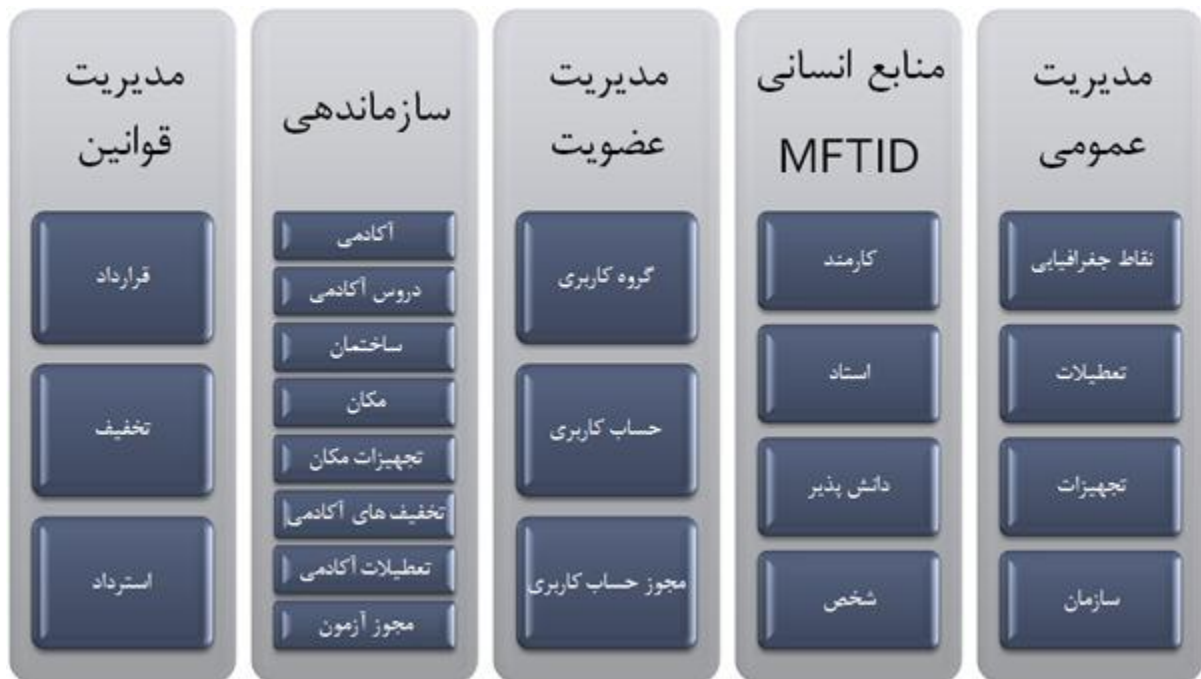 مدیریت
عمومی
نقاط جغرافیایی
تعطیلات
تجهیزات
سازمان
منابع انسانی
MFTID
کارمند
استاد
دانش پذیر
شخص
مدیریت
عضویت
گروه کاربری
حساب کاربری
مجوز حساب کاربری
سازماندهی
آکادمی
دروس آکادمی
ساختمان
مکان
تجهیزات مکان
تخفیف های آکادمی
تعطیلات آکادمی
مجوز آزمون
مدیریت
قوانین
قرارداد
تخفیف
استرداد